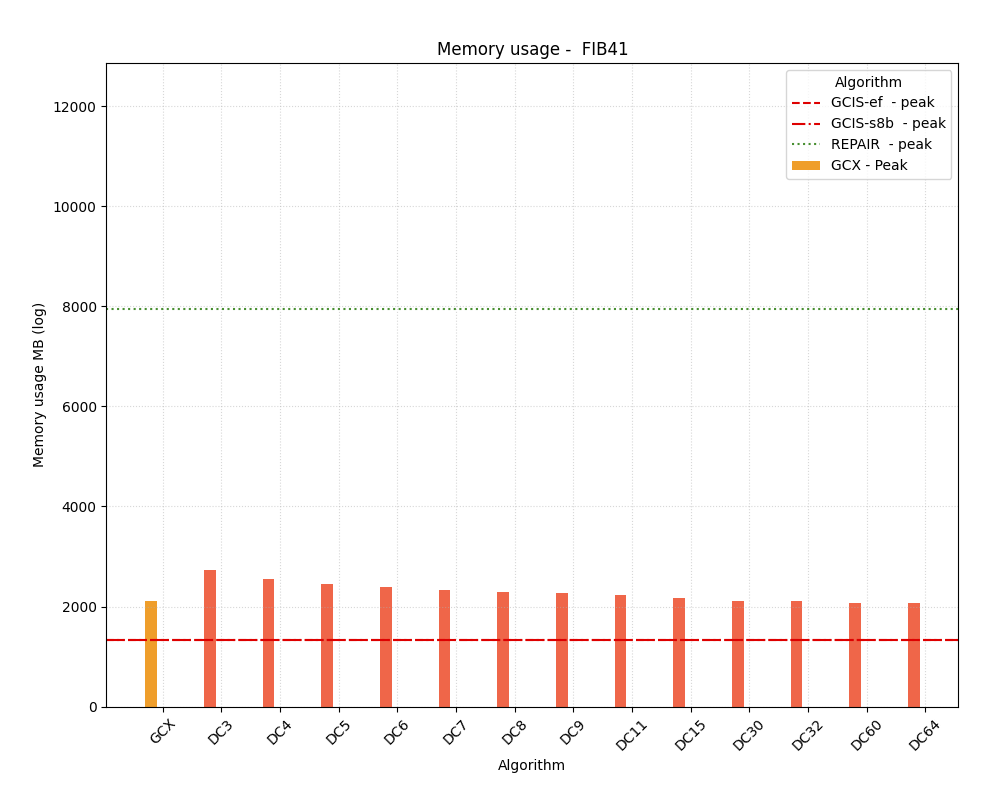 Memory usage -  FIB41
Algorithm
GCIS-ef  - peak
GCIS-s8b  - peak
REPAIR  - peak
GCX - Peak
Memory usage MB (log)
12000
10000
8000
6000
4000
2000
0
GCX
DC3
DC4
DC5
DC6
DC7
DC8
DC9
DC11
DC15
DC30
DC32
DC60
DC64
Algorithm